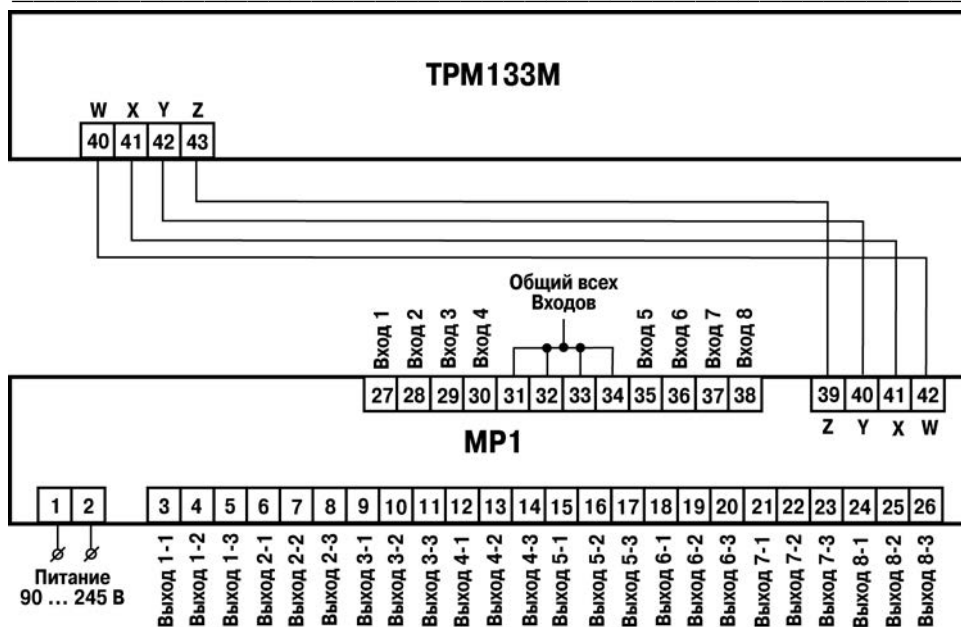 ТРМ133М
W X Y Z
40 41 42 43
Общий всех
Входов
Вход 1
Вход 2
Вход 3
Вход 4
Вход 5
Вход 6
Вход 7
Вход 8
27 28 29 30 31 32 33 34 35 36 37 38
39 40 41 42
Z Y X W
МР1
1 2
3 4 5 6 7 8 9 10 11 12 13 14 15 16 17 18 19 20 21 22 23 24 25 26
Питание
90 ... 245 В
Выход 1-1
Выход 1-2
Выход 1-3
Выход 2-1
Выход 2-2
Выход 2-3
Выход 3-1
Выход 3-2
Выход 3-3
Выход 4-1
Выход 4-2
Выход 4-3
Выход 5-1
Выход 5-2
Выход 5-3
Выход 6-1
Выход 6-2
Выход 6-3
Выход 7-1
Выход 7-2
Выход 7-3
Выход 8-1
Выход 8-2
Выход 8-3